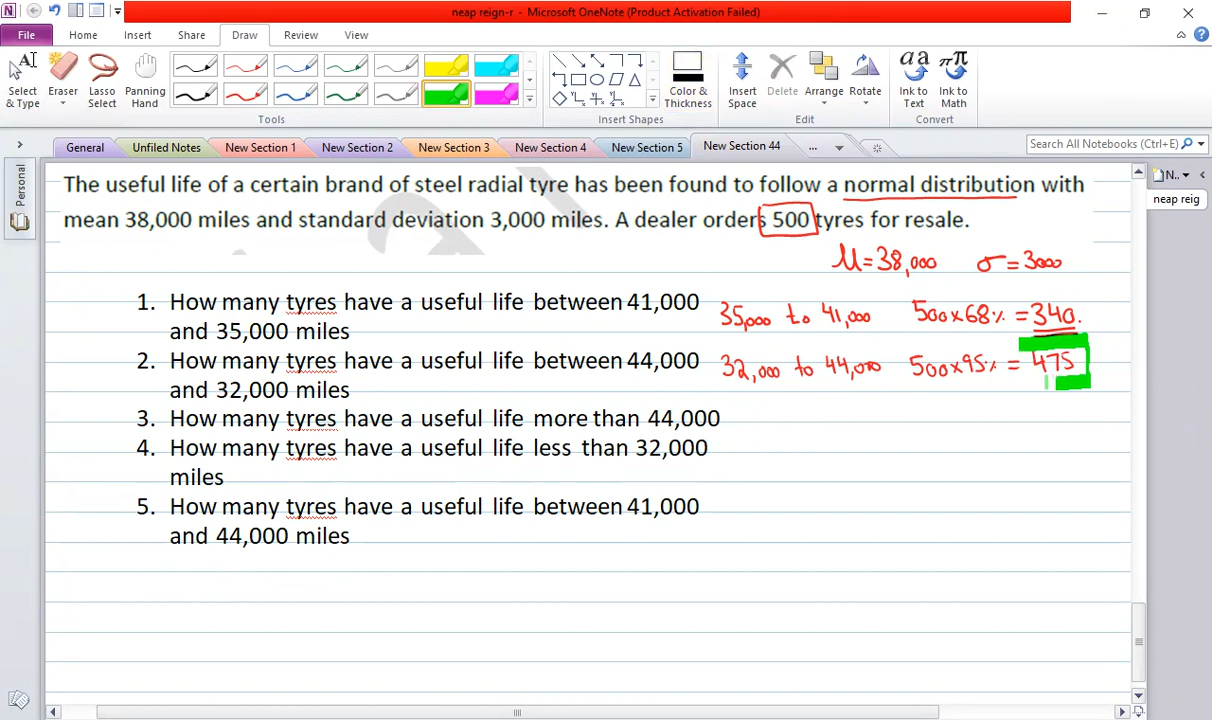 neap reign-r - Microsoft OneNote (Product Activation Failed)
File Home Insert Share Draw Review View
Select & Type
Eraser
Lasso Select
Panning Hand
Color & Thickness
Insert Space
Delete
Arrange
Rotate
Ink to Text
Ink to Math
Tools
Insert Shapes
Edit
Convert
General Unfiled Notes New Section 1 New Section 2 New Section 3 New Section 4 New Section 5 New Section 44 ... Search All Notebooks (Ctrl+E)
Personal
N..
neap reig
The useful life of a certain brand of steel radial tyre has been found to follow a normal distribution with
mean 38,000 miles and standard deviation 3,000 miles. A dealer orders 500 tyres for resale.
μ=38,000 σ=3000
1. How many tyres have a useful life between 41,000
and 35,000 miles
35,000 to 41,000 500×68% =340.
2. How many tyres have a useful life between 44,000
and 32,000 miles
32,000 to 44,000 500×95% = 475
3. How many tyres have a useful life more than 44,000
4. How many tyres have a useful life less than 32,000
miles
5. How many tyres have a useful life between 41,000
and 44,000 miles